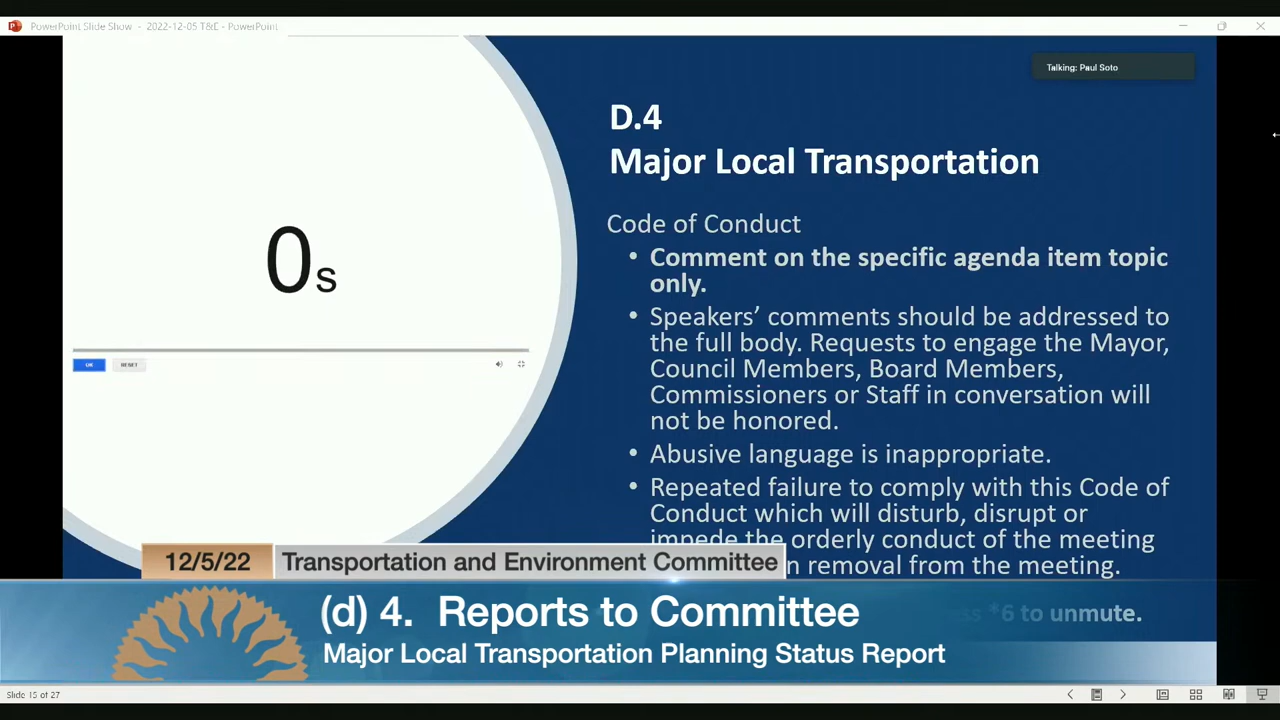 PowerPoint Slide Show - 2022-12-05 T&E - PowerPoint
Talking: Paul Soto
D.4
Major Local Transportation
0s
OK
RESET
Code of Conduct
• Comment on the specific agenda item topic
only.
• Speakers’ comments should be addressed to
the full body. Requests to engage the Mayor,
Council Members, Board Members,
Commissioners or Staff in conversation will
not be honored.
• Abusive language is inappropriate.
• Repeated failure to comply with this Code of
Conduct which will disturb, disrupt or
impede the orderly conduct of the meeting
removal from the meeting.
*6 to unmute.
12/5/22
Transportation and Environment Committee
(d) 4. Reports to Committee
Major Local Transportation Planning Status Report
Slide 15 of 27